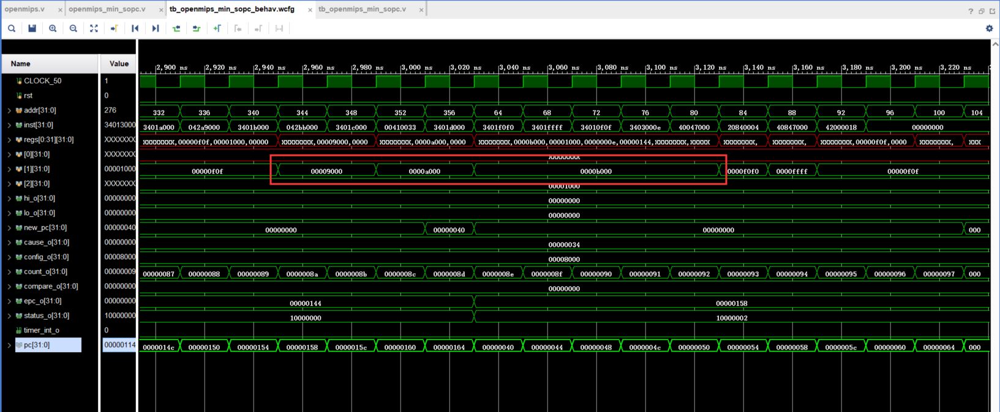 openmips.v × openmips_min_sopc.v × tb_openmips_min_sopc_behav.wcfg × tb_openmips_min_sopc.v ×
?
Name Value 2,900 ns 2,920 ns 2,940 ns 2,960 ns 2,980 ns 3,000 ns 3,020 ns 3,040 ns 3,060 ns 3,080 ns 3,100 ns 3,120 ns 3,140 ns 3,160 ns 3,180 ns 3,200 ns 3,220 ns
CLOCK_50 1
rst 0
addr[31:0] 276 332 336 340 344 348 352 356 64 68 72 76 80 84 88 92 96 100 104
inst[31:0] 34013000 3401a000 042a9000 3401b000 042bb000 3401c000 00410033 3401d000 3401f0f0 3401ffff 34010f0f 3403000e 40047000 20840004 40847000 42000018 00000000
regs[0:31][31:0] XXXXXXX XXXXXXXX,00000f0f,00001000,00000 XXXXXXXX,00009000,0000 XXXXXXXX,0000a000,0000 XXXXXXXX,0000b000,00001000,0000000e,00000144,XXXXXXXX,XXXXX XXXXXXXX, XXXXXXXX, XXXXXXXX,00000f0f,0000 XXXXXXXX, XXX
[0][31:0] XXXXXXX XXXXXXXX
[1][31:0] 00001000 00000f0f 00009000 0000a000 0000b000 0000f0f0 0000ffff 00000f0f
[2][31:0] XXXXXXX 00001000
hi_o[31:0] 00000000 00000000
lo_o[31:0] 00000000 00000000
new_pc[31:0] 00000040 00000000 00000040 00000000 000
cause_o[31:0] 00000000 00000034
config_o[31:0] 00008000 00008000
count_o[31:0] 00000009 00000087 00000088 00000089 0000008a 0000008b 0000008c 0000008d 0000008e 0000008f 00000090 00000091 00000092 00000093 00000094 00000095 00000096 00000097 000
compare_o[31:0] 00000000 00000000
epc_o[31:0] 00000000 00000144 00000158
status_o[31:0] 10000000 10000000 10000002
timer_int_o 0
pc[31:0] 00000114 0000014c 00000150 00000154 00000158 0000015c 00000160 00000164 00000040 00000044 00000048 0000004c 00000050 00000054 00000058 0000005c 00000060 00000064 000